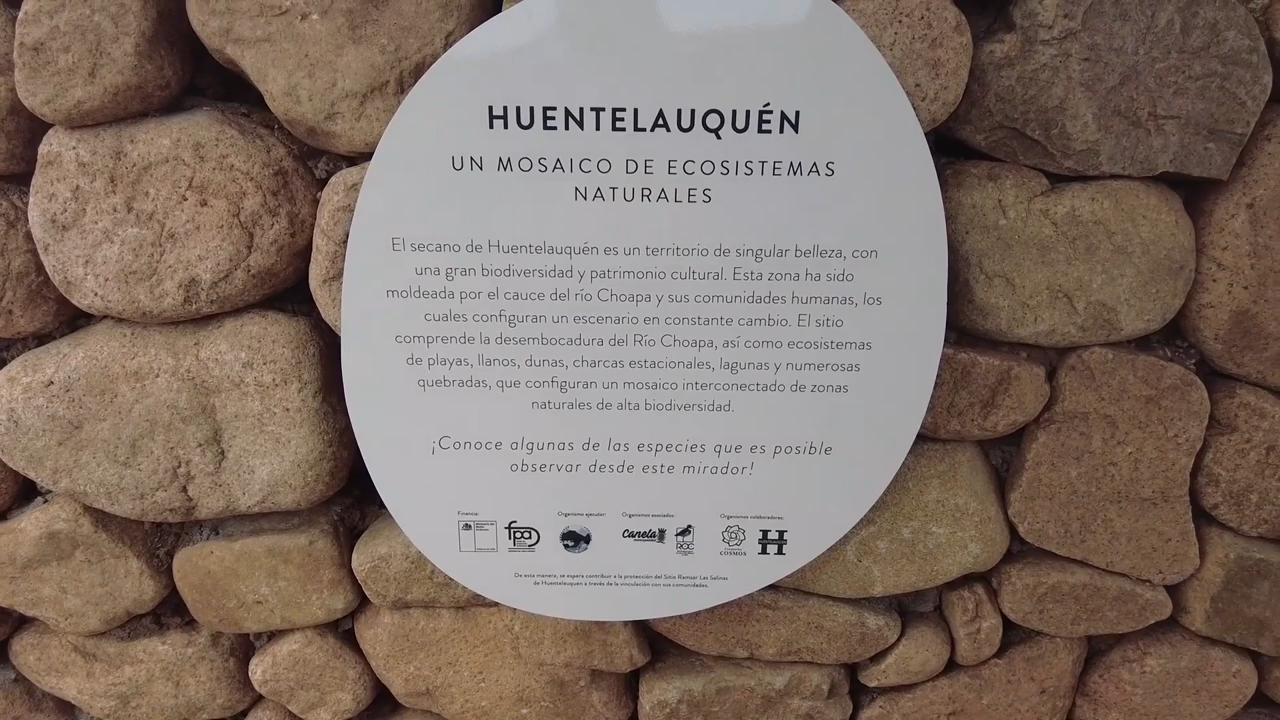 HUENTELAUQUÉN
UN MOSAICO DE ECOSISTEMAS
NATURALES
El secano de Huentelauquén es un territorio de singular belleza, con
una gran biodiversidad y patrimonio cultural. Esta zona ha sido
moldeada por el cauce del río Choapa y sus comunidades humanas, los
cuales configuran un escenario en constante cambio. El sitio
comprende la desembocadura del Río Choapa, así como ecosistemas
de playas, llanos, dunas, charcas estacionales, lagunas y numerosas
quebradas, que configuran un mosaico interconectado de zonas
naturales de alta biodiversidad.
¡Conoce algunas de las especies que es posible
observar desde este mirador!
Financia: Organismo ejecutor: Organismos asociados: Organismos colaboradores:
fpa Canela ROC COSMOS H HUENTELAUQUÉN
De esta manera, se espera contribuir a la protección del Sitio Ramsar Las Salinas
de Huentelauquen a través de la vinculación con sus comunidades.